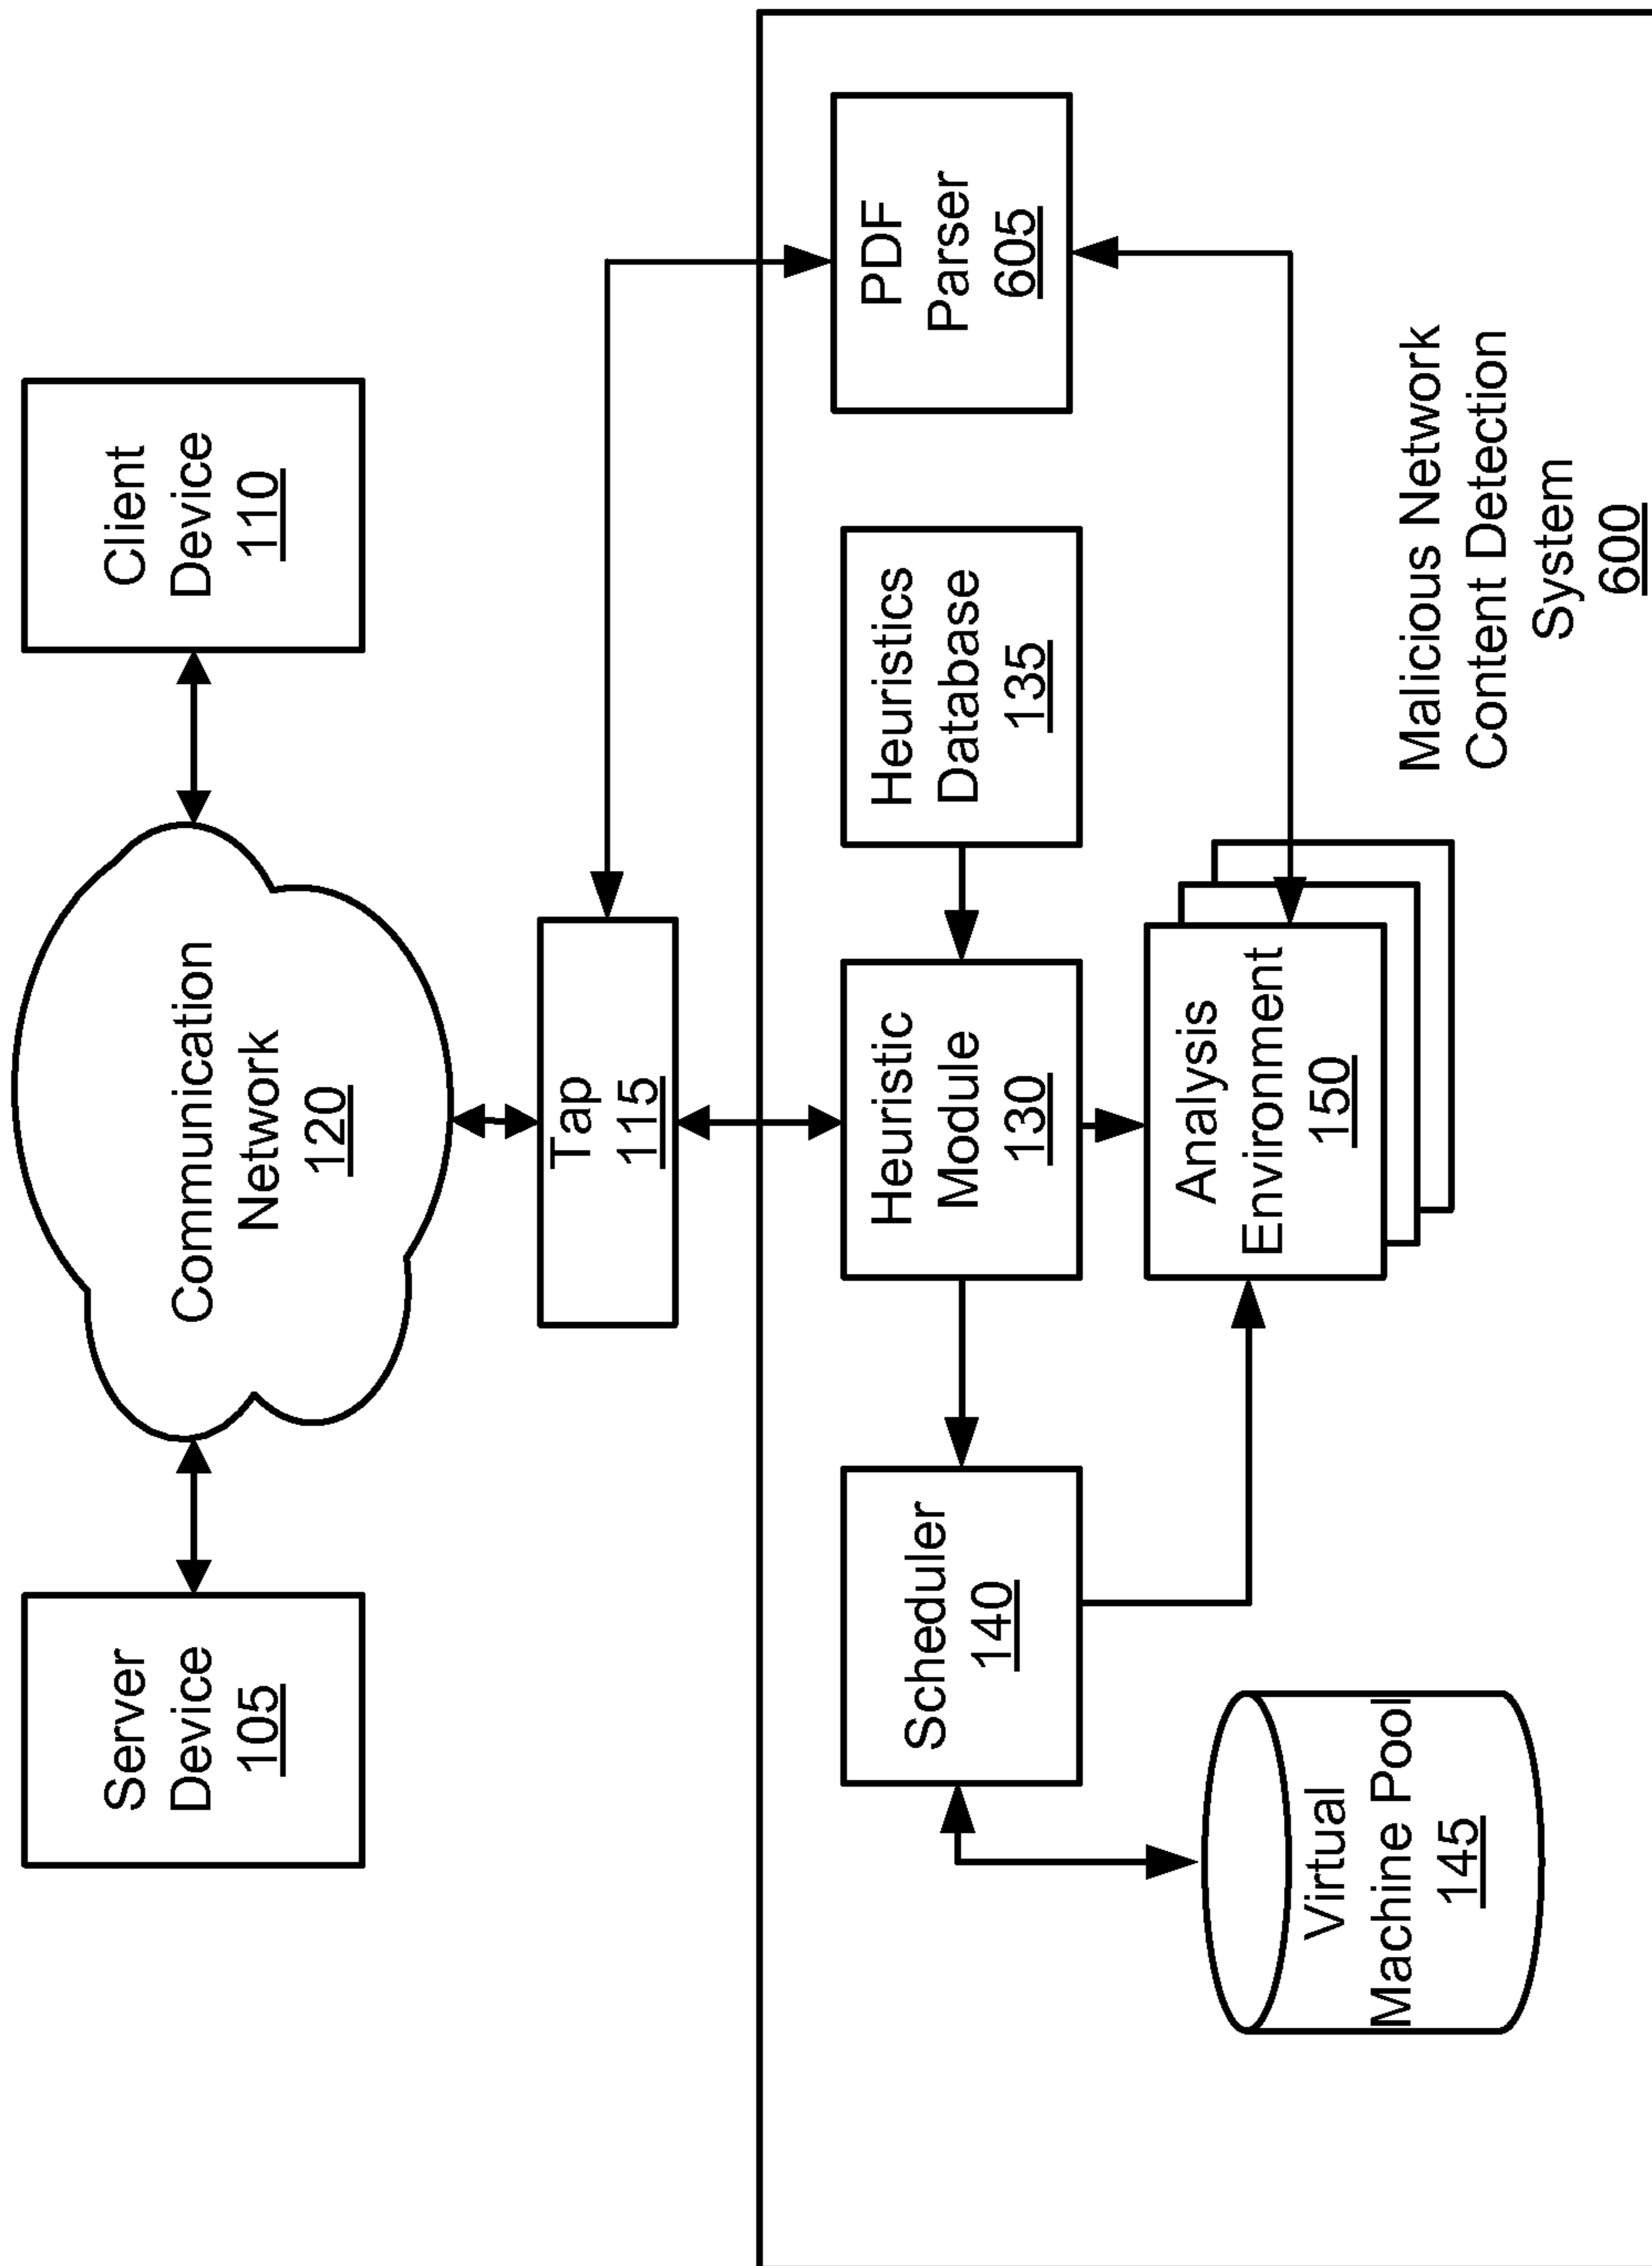 Server
Device
105
Communication
Network
120
Client
Device
110
Tap
115
Scheduler
140
Heuristic
Module
130
Heuristics
Database
135
PDF
Parser
605
Virtual
Machine Pool
145
Analysis
Environment
150
Malicious Network
Content Detection
System
600